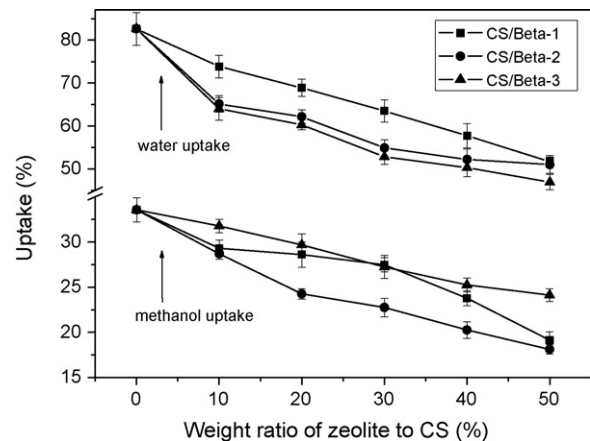 CS/Beta-1
CS/Beta-2
CS/Beta-3
80
70
60
50
30
25
20
15
Uptake (%)
water uptake
methanol uptake
0 10 20 30 40 50
Weight ratio of zeolite to CS (%)